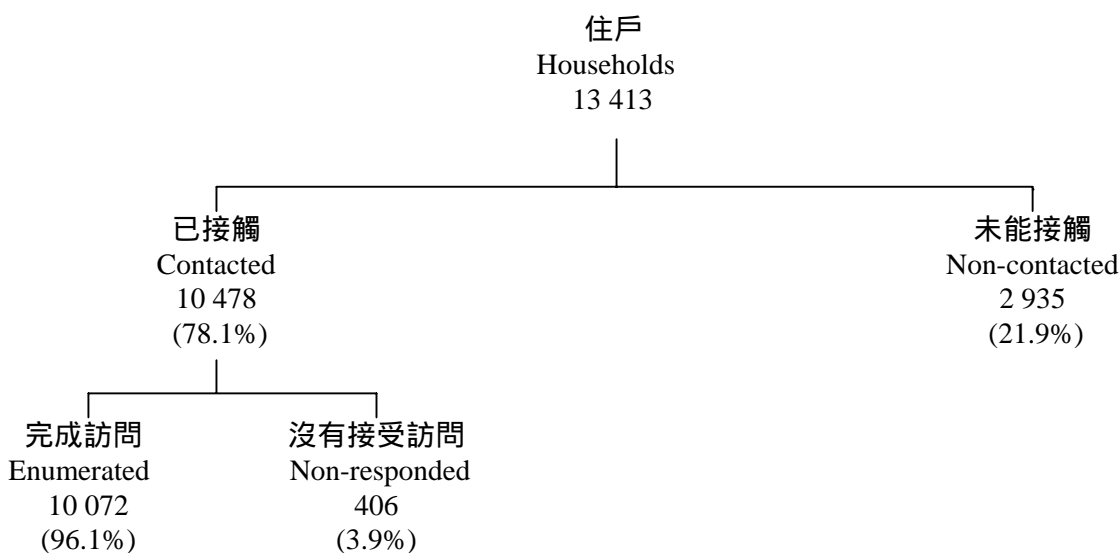 住戶
Households
13 413
已接觸
Contacted
10 478
(78.1%)
未能接觸
Non-contacted
2 935
(21.9%)
完成訪問
Enumerated
10 072
(96.1%)
沒有接受訪問
Non-responded
406
(3.9%)